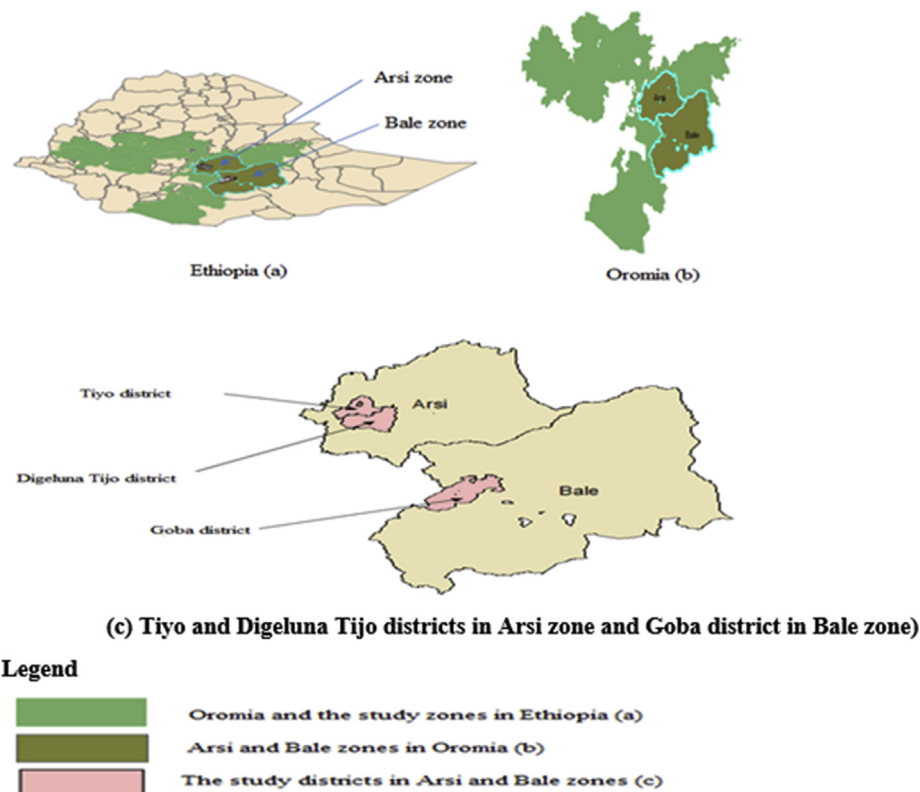 Arsi zone
Bale zone
Ethiopia (a)
Arsi
Bale
Oromia (b)
Tiyo district
Arsi
Digeluna Tijo district
Bale
Goba district
(c) Tiyo and Digeluna Tijo districts in Arsi zone and Goba district in Bale zone)
Legend
Oromia and the study zones in Ethiopia (a)
Arsi and Bale zones in Oromia (b)
The study districts in Arsi and Bale zones (c)